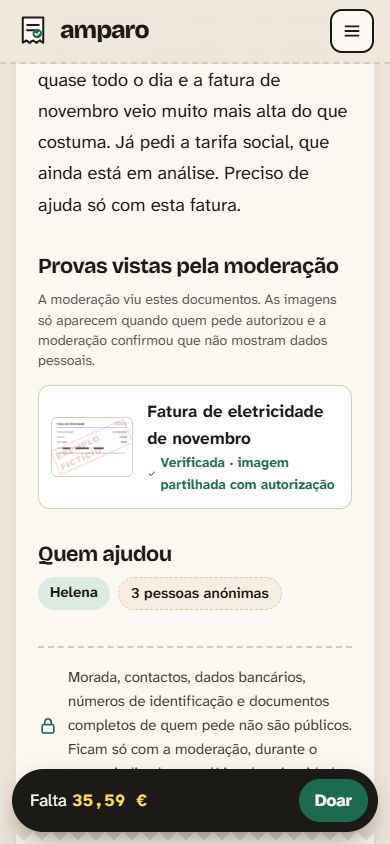 amparo
quase todo o dia e a fatura de
novembro veio muito mais alta do que
costuma. Já pedi a tarifa social, que
ainda está em análise. Preciso de
ajuda só com esta fatura.
Provas vistas pela moderação
A moderação viu estes documentos. As imagens
só aparecem quando quem pede autorizou e a
moderação confirmou que não mostram dados
pessoais.
EXEMPLO
FICTÍCIO
Fatura de eletricidade
de novembro
Verificada · imagem
partilhada com autorização
Quem ajudou
Helena
3 pessoas anónimas
Morada, contactos, dados bancários,
números de identificação e documentos
completos de quem pede não são públicos.
Ficam só com a moderação, durante o
Falta 35,59 €
Doar